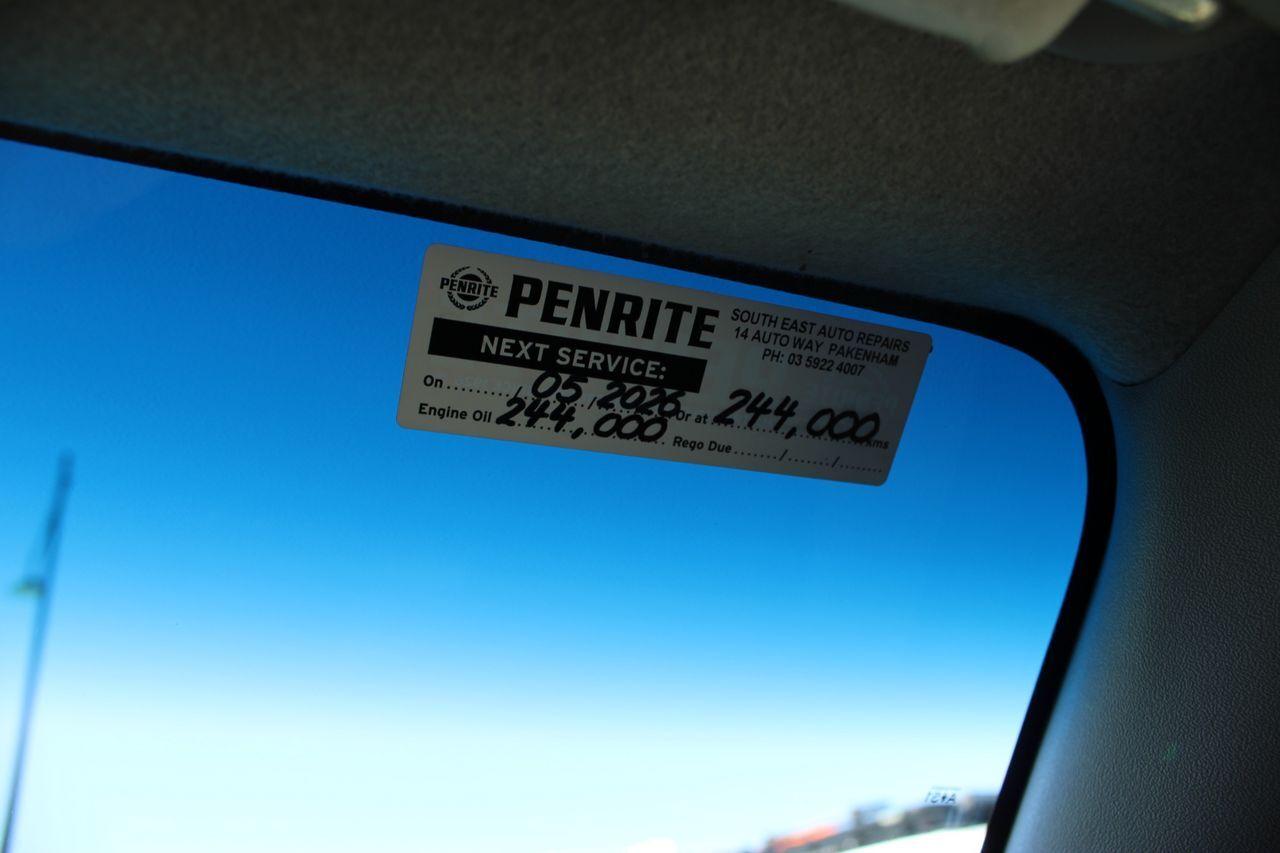 PENRITE
PENRITE
SOUTH EAST AUTO REPAIRS
14 AUTO WAY PAKENHAM
PH: 03 5922 4007
NEXT SERVICE:
On ......../ 05 / 2026 Or at 244,000 kms
Engine Oil 244,000 Rego Due ......./......./.......